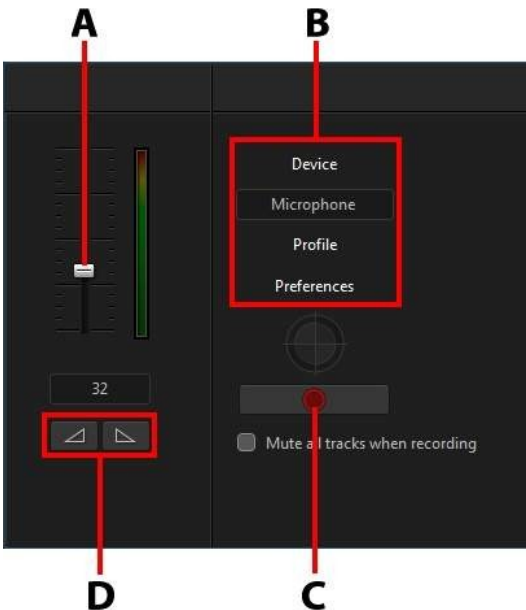 A
B
Device
Microphone
Profile
Preferences
32
Mute all tracks when recording
D
C